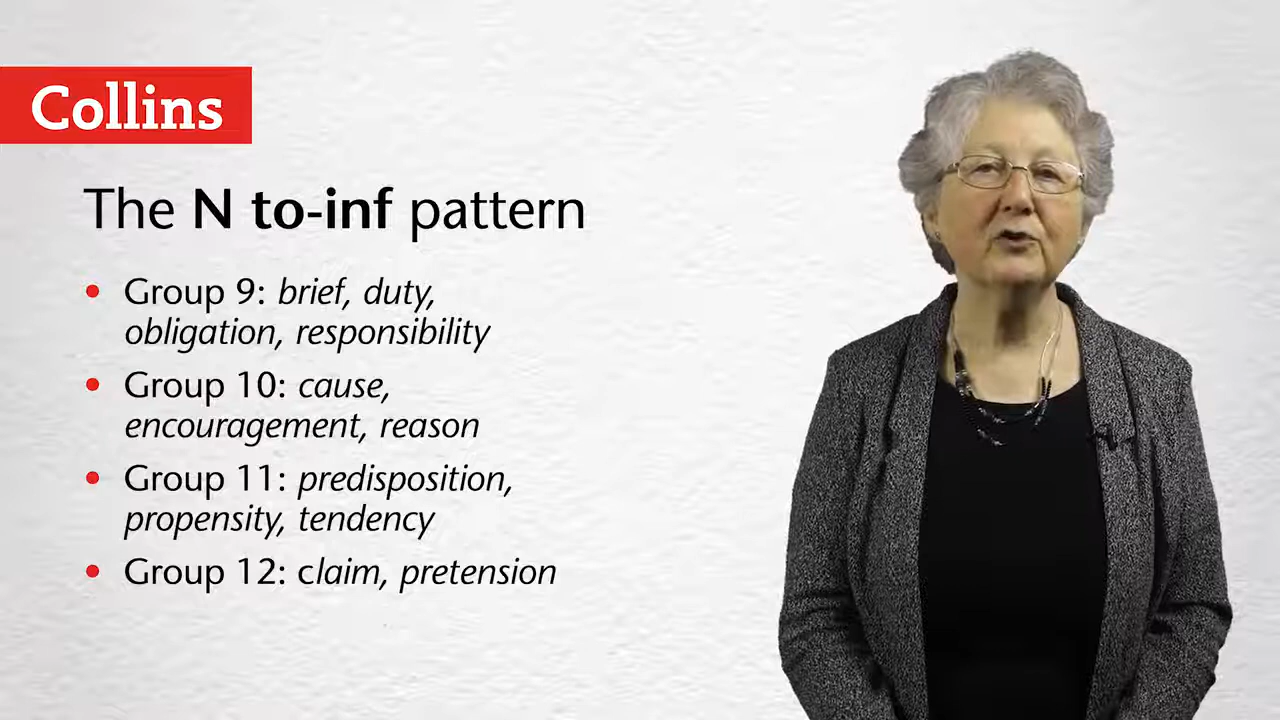 Collins
The N to-inf pattern
• Group 9: brief, duty,
obligation, responsibility
• Group 10: cause,
encouragement, reason
• Group 11: predisposition,
propensity, tendency
• Group 12: claim, pretension